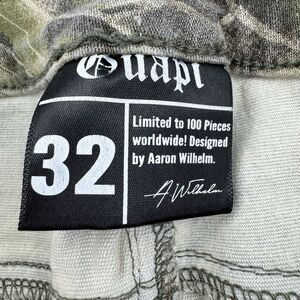 Guapi
32
Limited to 100 Pieces
worldwide! Designed
by Aaron Wilhelm.
A Wilhelm